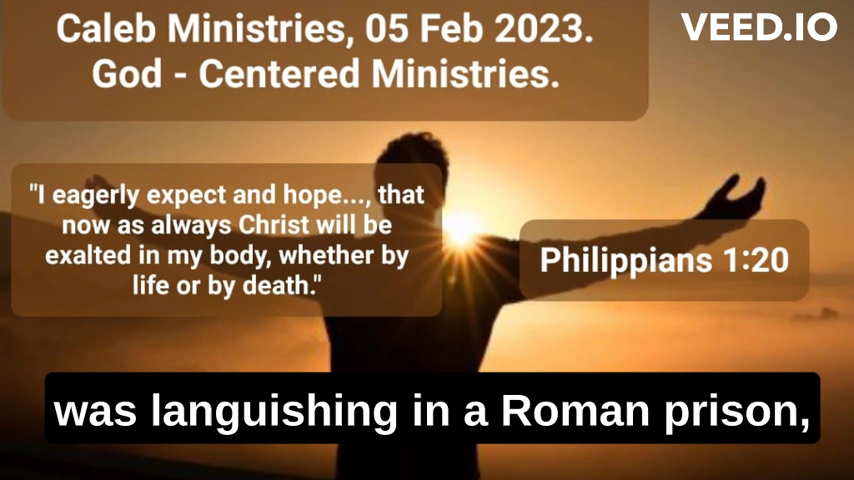 Caleb Ministries, 05 Feb 2023.
VEED.IO
God - Centered Ministries.
"I eagerly expect and hope..., that
now as always Christ will be
exalted in my body, whether by
life or by death."
Philippians 1:20
was languishing in a Roman prison,